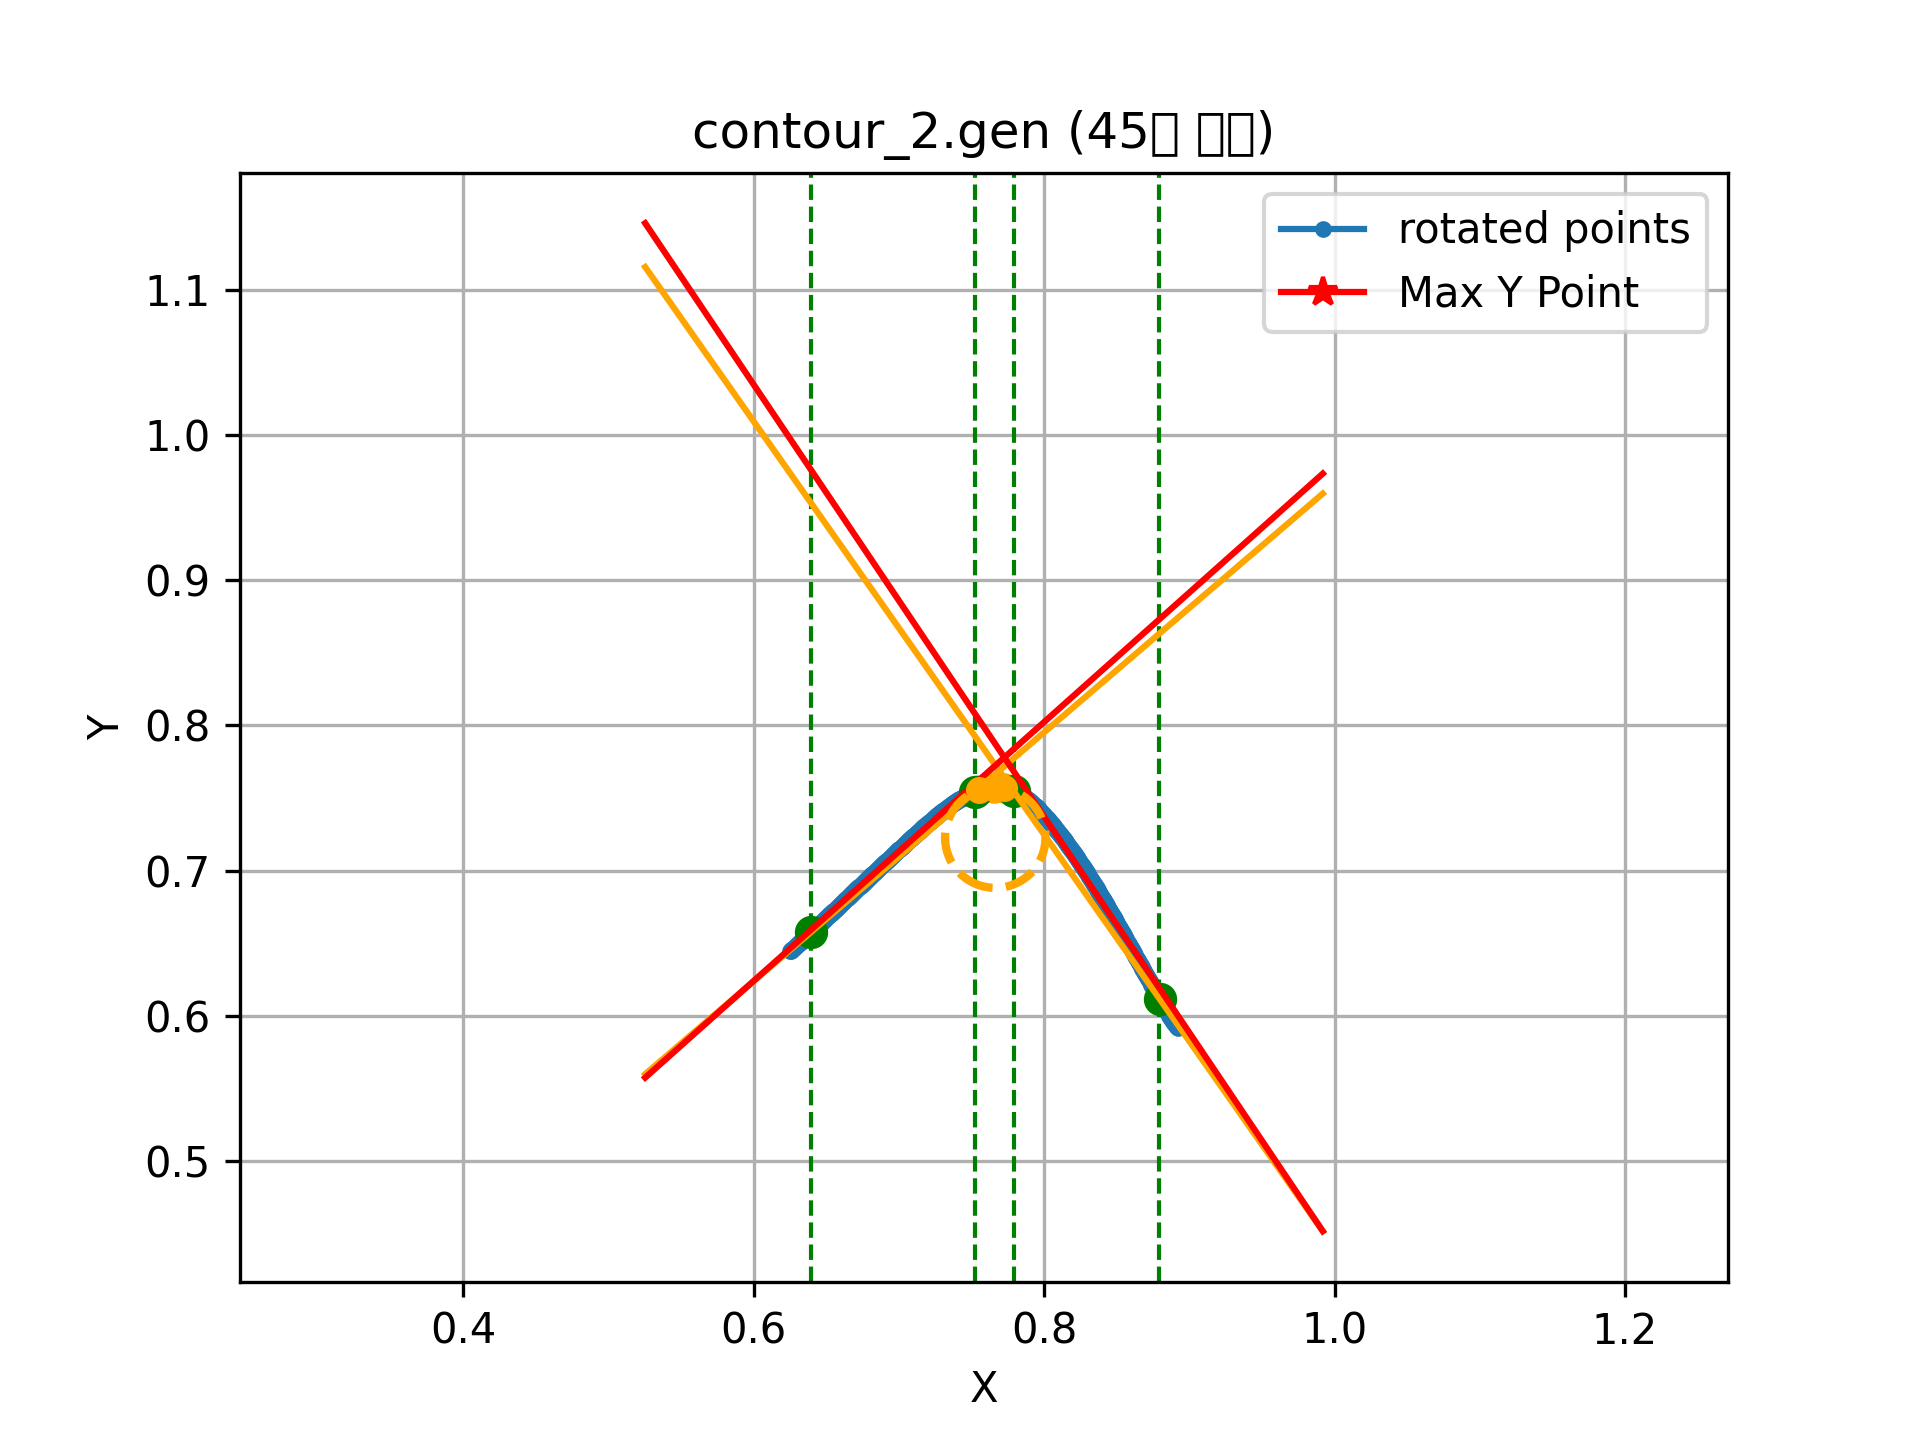 contour_2.gen (45▯ ▯▯)
rotated points
Max Y Point
1.1
1.0
0.9
0.8
0.7
0.6
0.5
Y
0.4 0.6 0.8 1.0 1.2
X